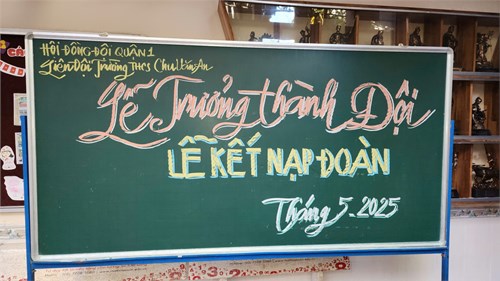 HỘI ĐỒNG ĐỘI QUẬN 1
Liên Đội Trường THCS Chu Văn An
Lễ Trưởng thành Đội
LỄ KẾT NẠP ĐOÀN
Tháng 5.2025